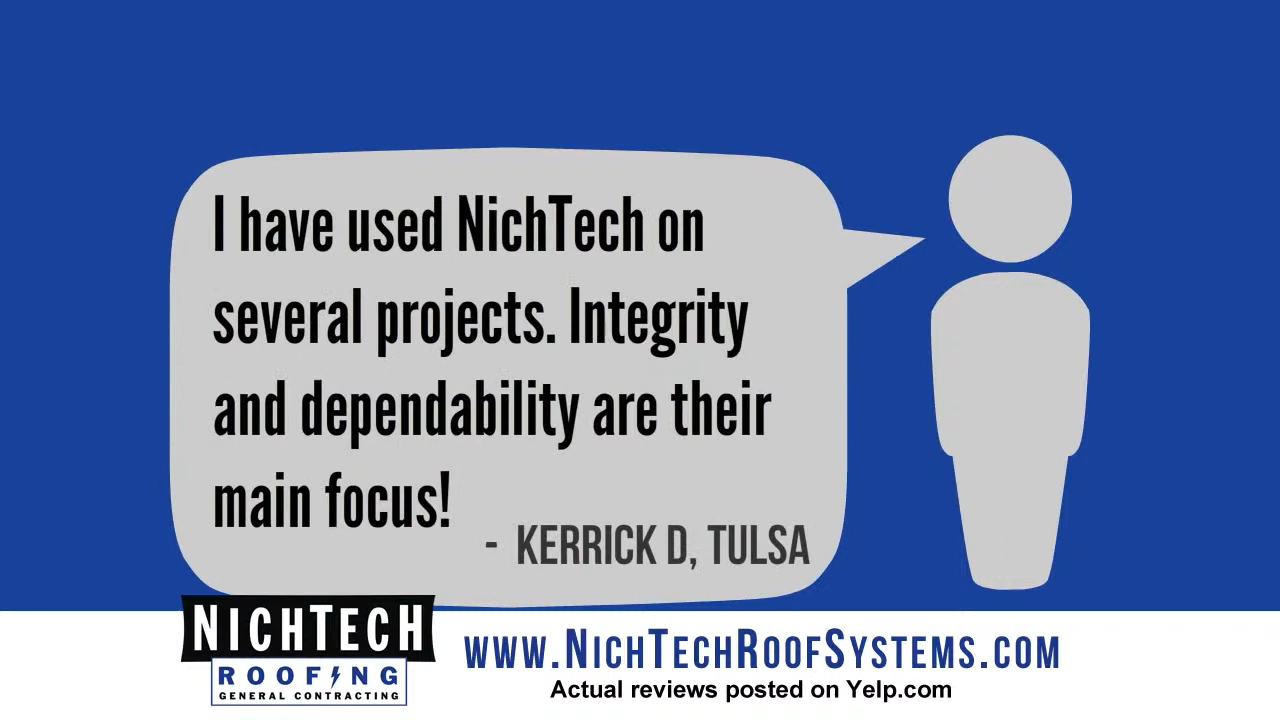 I have used NichTech on
several projects. Integrity
and dependability are their
main focus!
- KERRICK D, TULSA
NICHTECH
ROOFING
GENERAL CONTRACTING
WWW.NICHTECHROOFSYSTEMS.COM
Actual reviews posted on Yelp.com